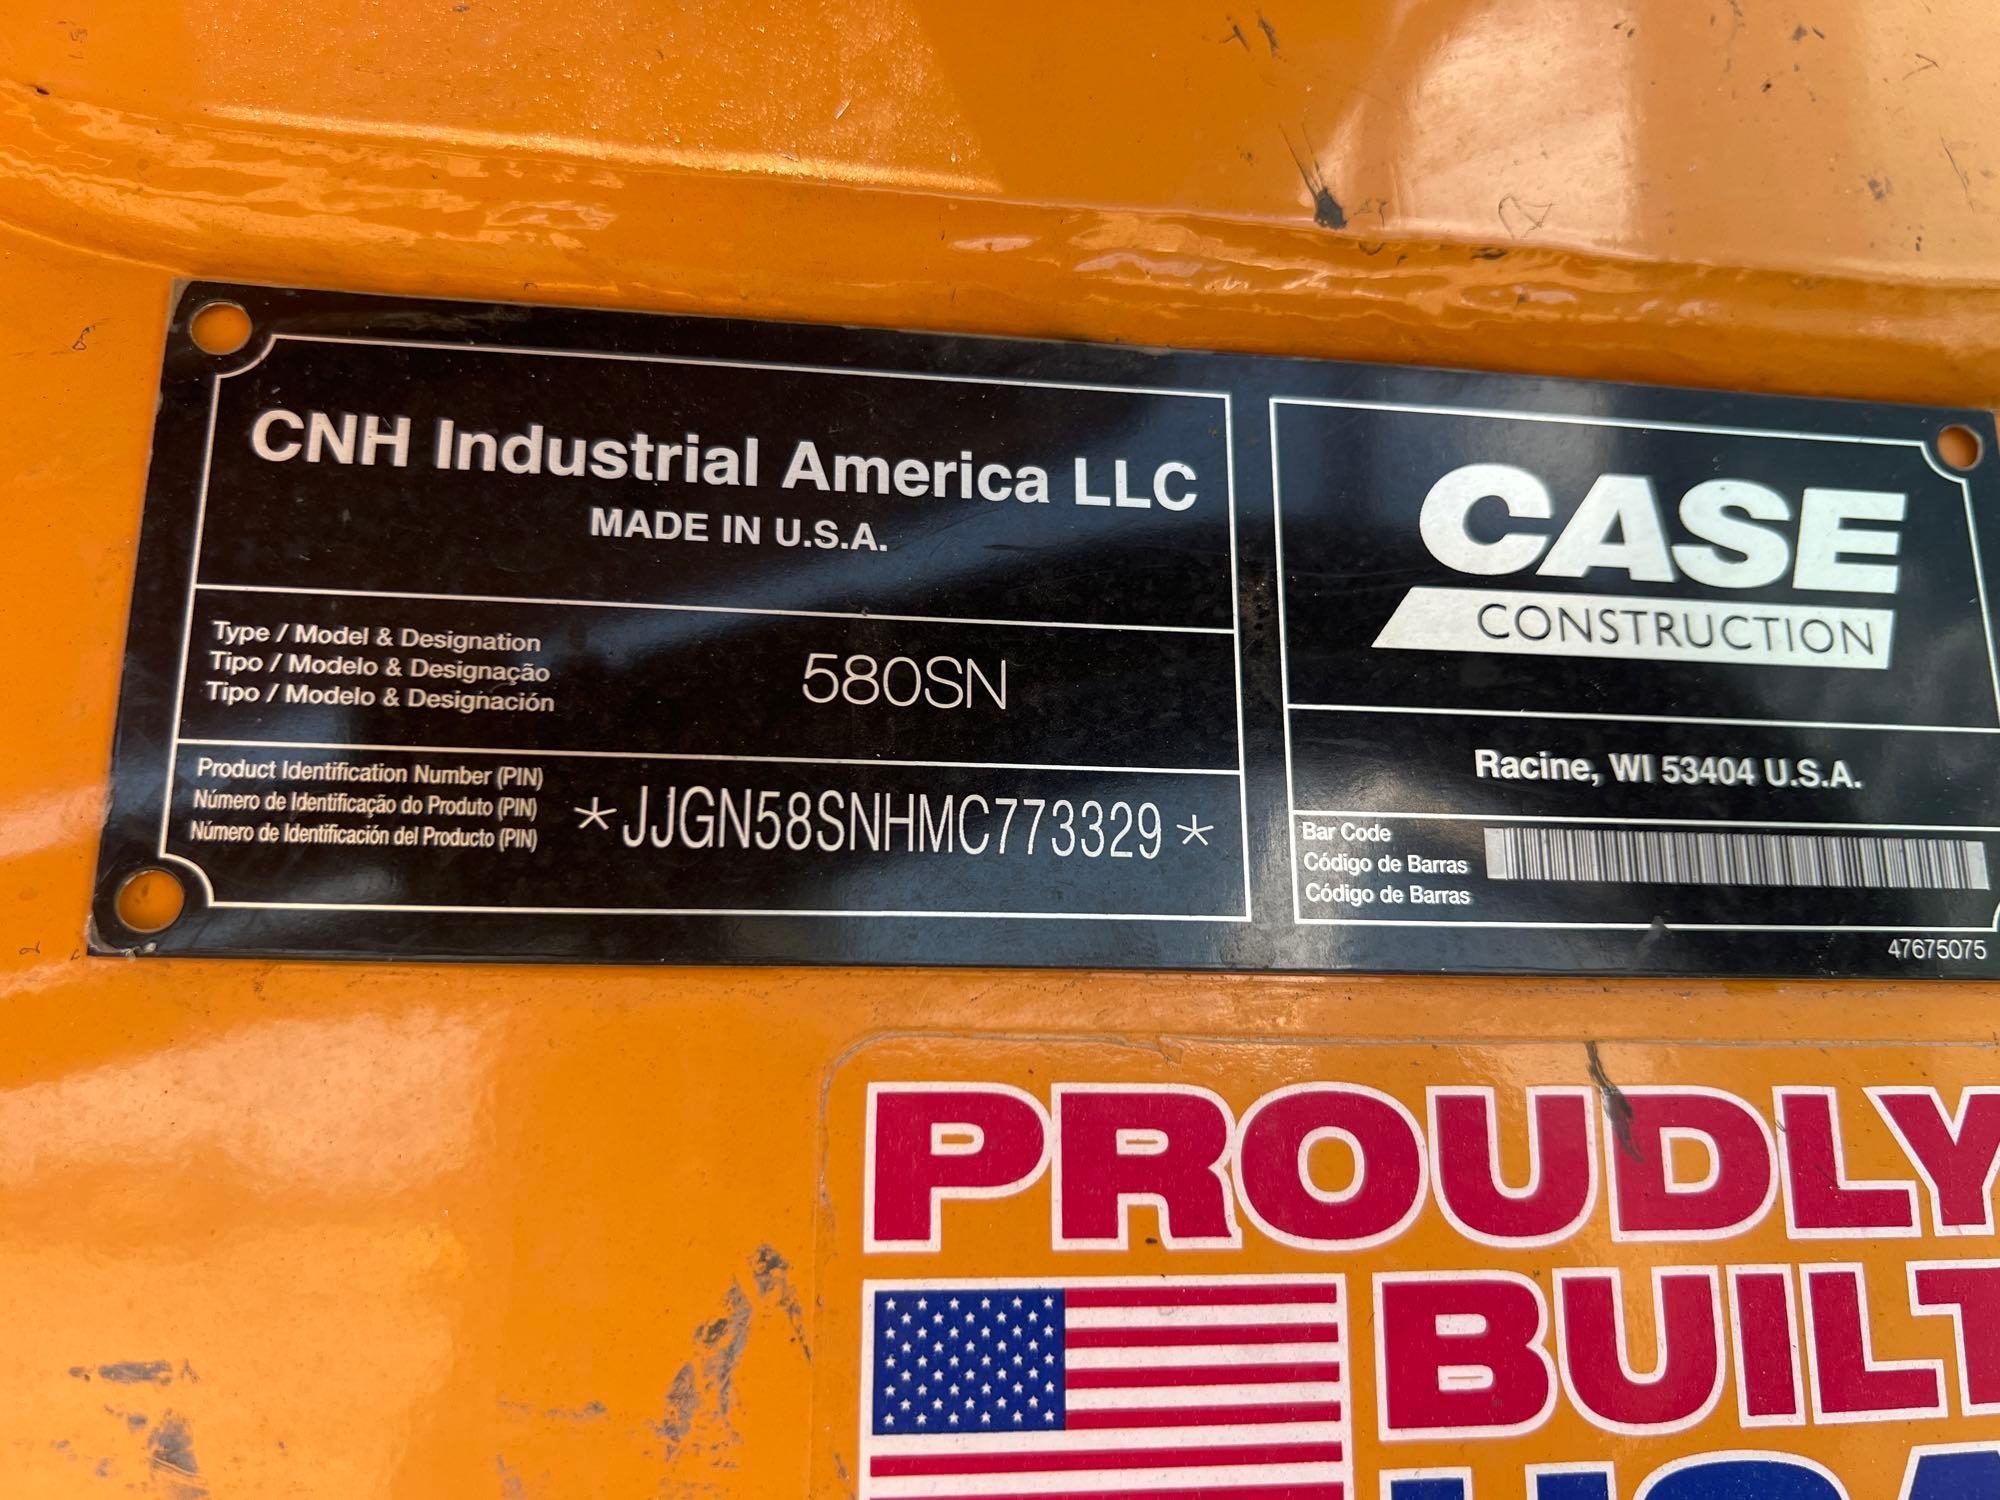 CNH Industrial America LLC
MADE IN U.S.A.
Type / Model & Designation
Tipo / Modelo & Designação
Tipo / Modelo & Designación
580SN
Product Identification Number (PIN)
Número de Identificação do Produto (PIN)
Número de Identificación del Producto (PIN)
*JJGN58SNHMC773329*
CASE
CONSTRUCTION
Racine, WI 53404 U.S.A.
Bar Code
Código de Barras
Código de Barras
47675075
PROUDLY
BUILT